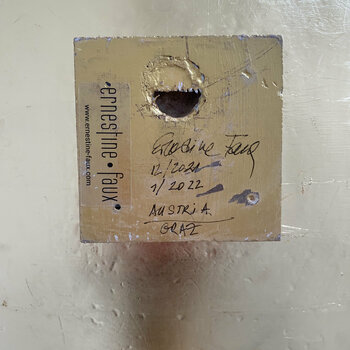 •ernestine•faux•
www.ernestine-faux.com
Ernestine Faux
12/2021
1/2022
AUSTRIA
GRAZ